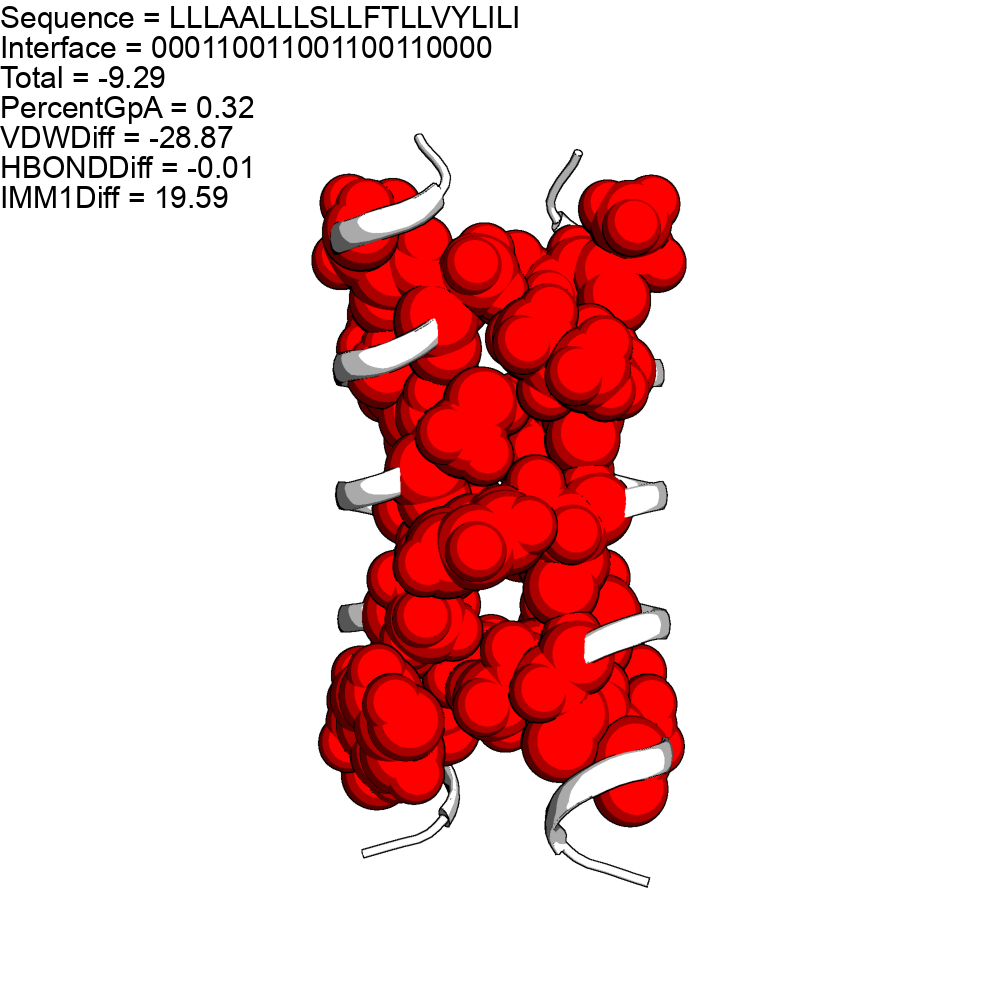 Sequence = LLLAALLLSLLFTLLVYLILI
Interface = 000110011001100110000
Total = -9.29
PercentGpA = 0.32
VDWDiff = -28.87
HBONDDiff = -0.01
IMM1Diff = 19.59